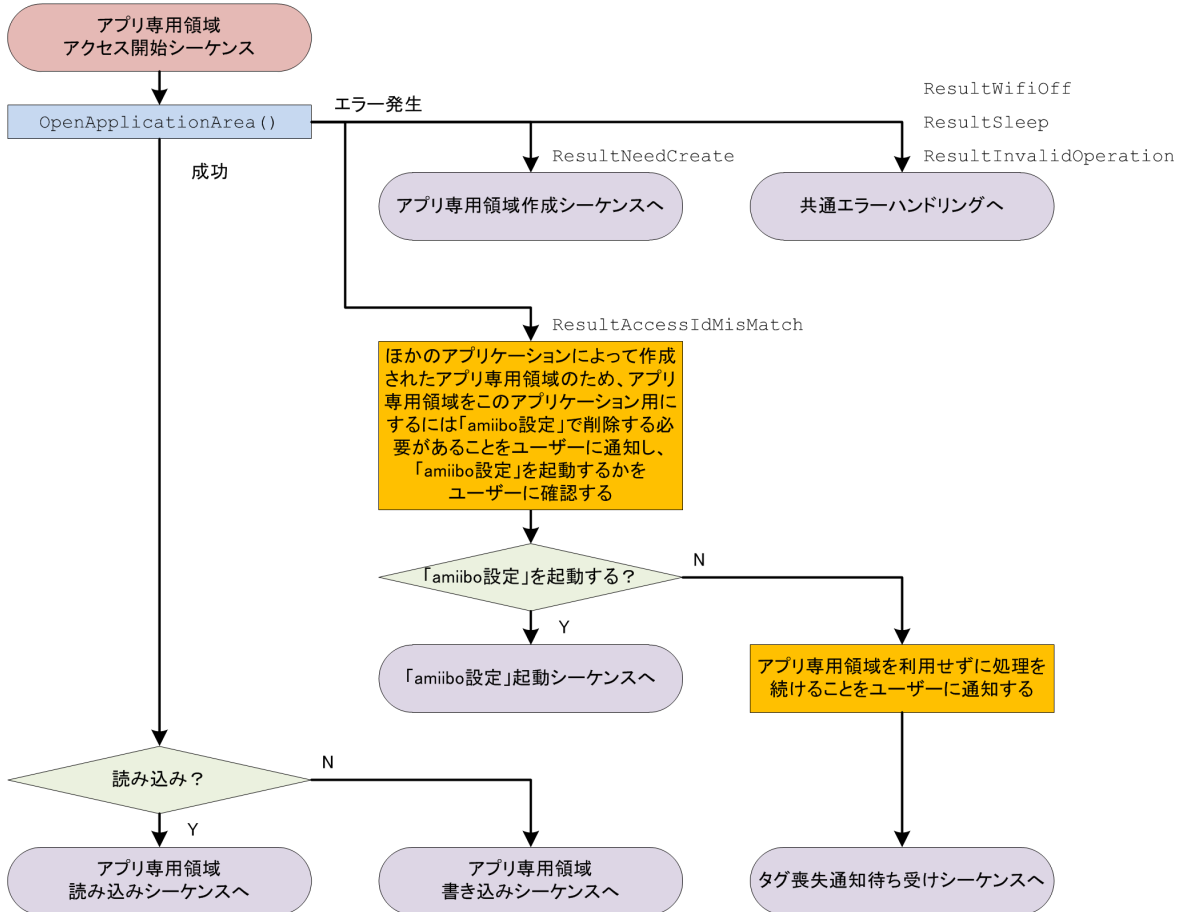 アプリ専用領域
アクセス開始シーケンス
OpenApplicationArea()
エラー発生
成功
ResultNeedCreate
ResultWifiOff
ResultSleep
ResultInvalidOperation
アプリ専用領域作成シーケンスへ
共通エラーハンドリングへ
ResultAccessIdMisMatch
ほかのアプリケーションによって作成
されたアプリ専用領域のため、アプリ
専用領域をこのアプリケーション用に
するには「amiibo設定」で削除する必
要があることをユーザーに通知し、
「amiibo設定」を起動するかを
ユーザーに確認する
「amiibo設定」を起動する？
N
Y
「amiibo設定」起動シーケンスへ
アプリ専用領域を利用せずに処理を
続けることをユーザーに通知する
読み込み？
N
Y
アプリ専用領域
読み込みシーケンスへ
アプリ専用領域
書き込みシーケンスへ
タグ喪失通知待ち受けシーケンスへ